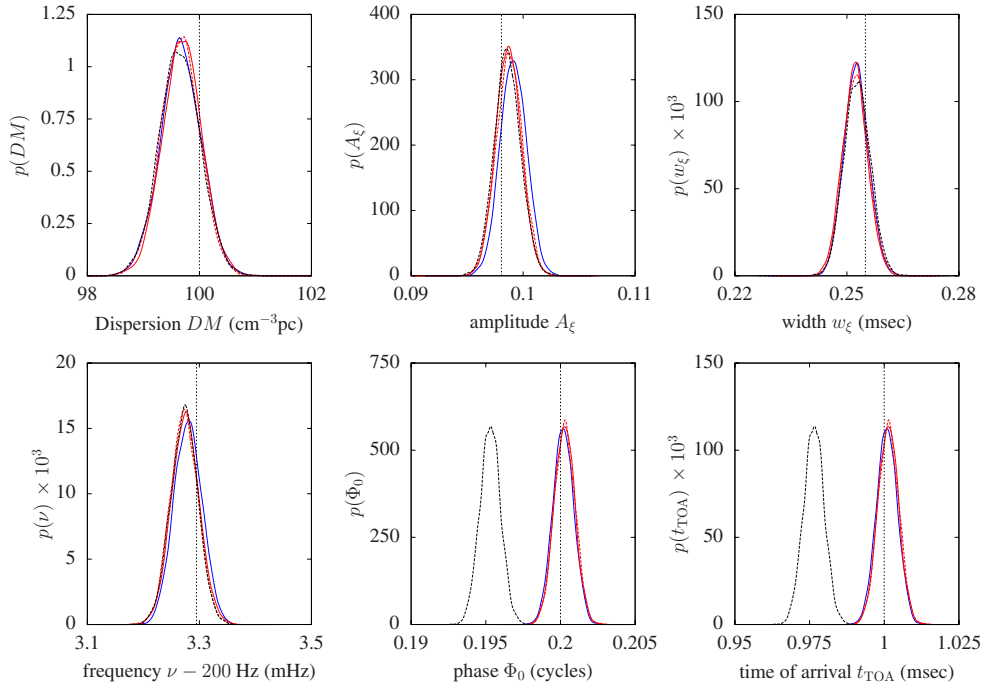 1.25
1
0.75
0.5
0.25
0
p(DM)
98 100 102
Dispersion DM (cm⁻³pc)
400
300
200
100
0
p(A_ξ)
0.09 0.1 0.11
amplitude A_ξ
150
100
50
0
p(w_ξ) × 10³
0.22 0.25 0.28
width w_ξ (msec)
20
15
10
5
0
p(ν) × 10³
3.1 3.3 3.5
frequency ν − 200 Hz (mHz)
750
500
250
0
p(Φ₀)
0.19 0.195 0.2 0.205
phase Φ₀ (cycles)
150
100
50
0
p(t_TOA) × 10³
0.95 0.975 1 1.025
time of arrival t_TOA (msec)